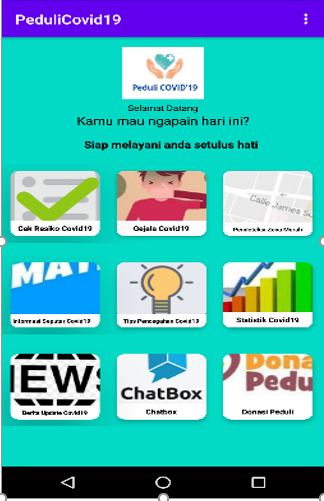 PeduliCovid19
Peduli COVID'19
Selamat Datang
Kamu mau ngapain hari ini?
Siap melayani anda setulus hati
Cek Resiko Covid19
Gejala Covid19
Calle James Su
Pendeteksi Zona Merah
MAT
Informasi Seputar Covid19
Tips Pencegahan Covid19
Statistik Covid19
EWS
Berita Update Covid19
ChatBox
Chatbox
Dona
Pedu
Donasi Peduli